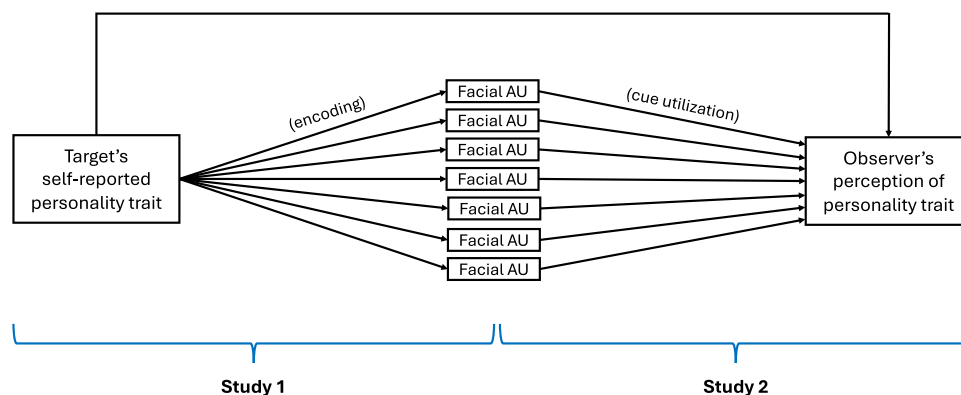 (encoding)
(cue utilization)
Target's
self-reported
personality trait
Facial AU
Facial AU
Facial AU
Facial AU
Facial AU
Facial AU
Facial AU
Observer's
perception of
personality trait
Study 1
Study 2